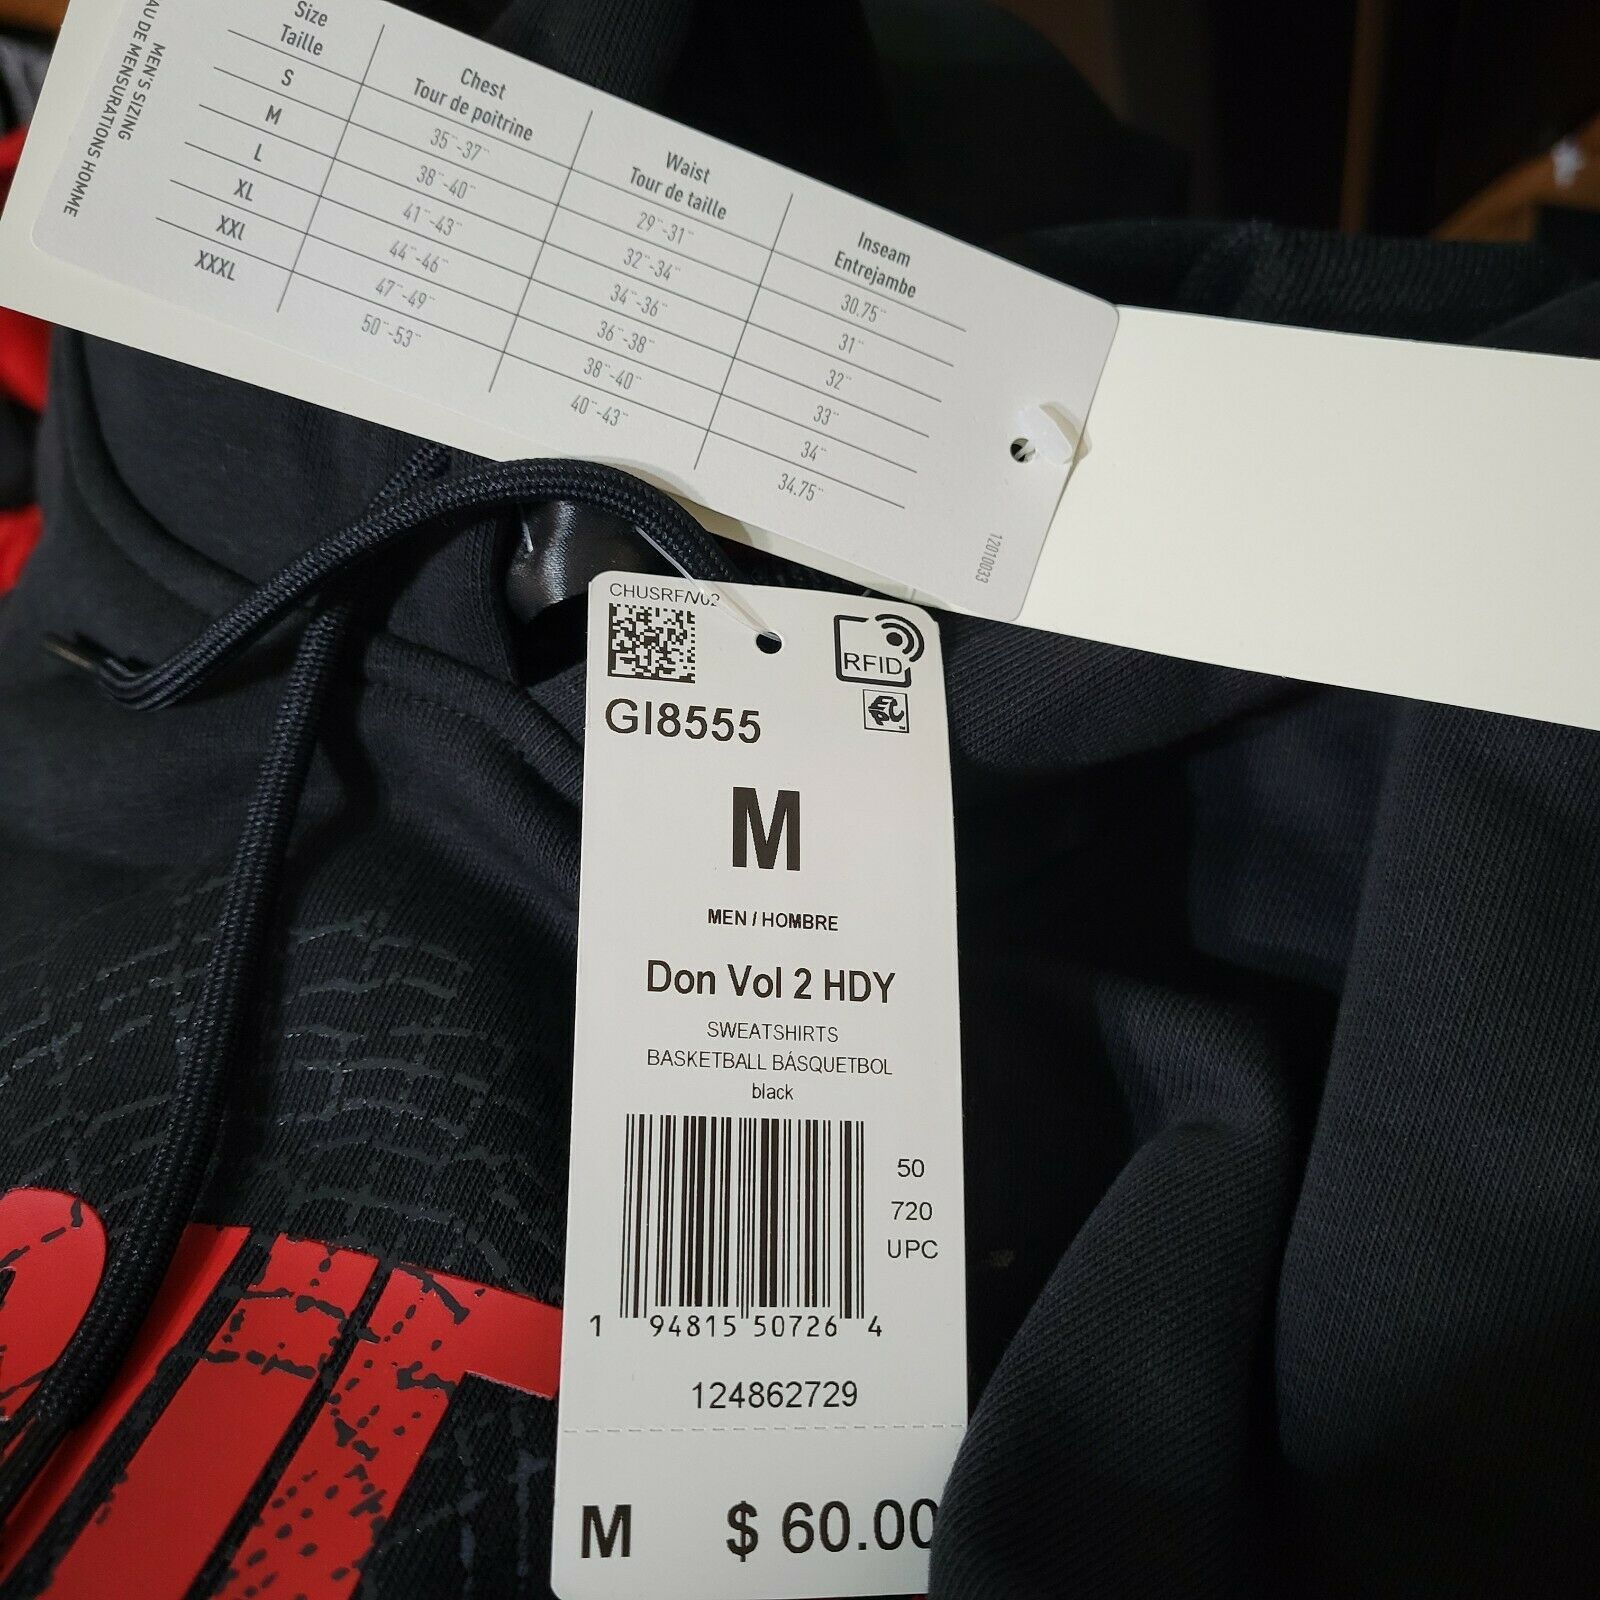 MEN'S SIZING
AU DE MENSURATIONS HOMME
Size Chest Waist Inseam
Taille Tour de poitrine Tour de taille Entrejambe
S 35"-37" 29"-31" 30.75"
M 38"-40" 32"-34" 31"
L 41"-43" 34"-36" 32"
XL 44"-46" 36"-38" 33"
XXL 47"-49" 38"-40" 34"
XXXL 50"-53" 40"-43" 34.75"
12010033
CHUSRF/V02
RFID
GI8555
M
MEN / HOMBRE
Don Vol 2 HDY
SWEATSHIRTS
BASKETBALL BÁSQUETBOL
black
50
720
UPC
1 94815 50726 4
124862729
M $ 60.00